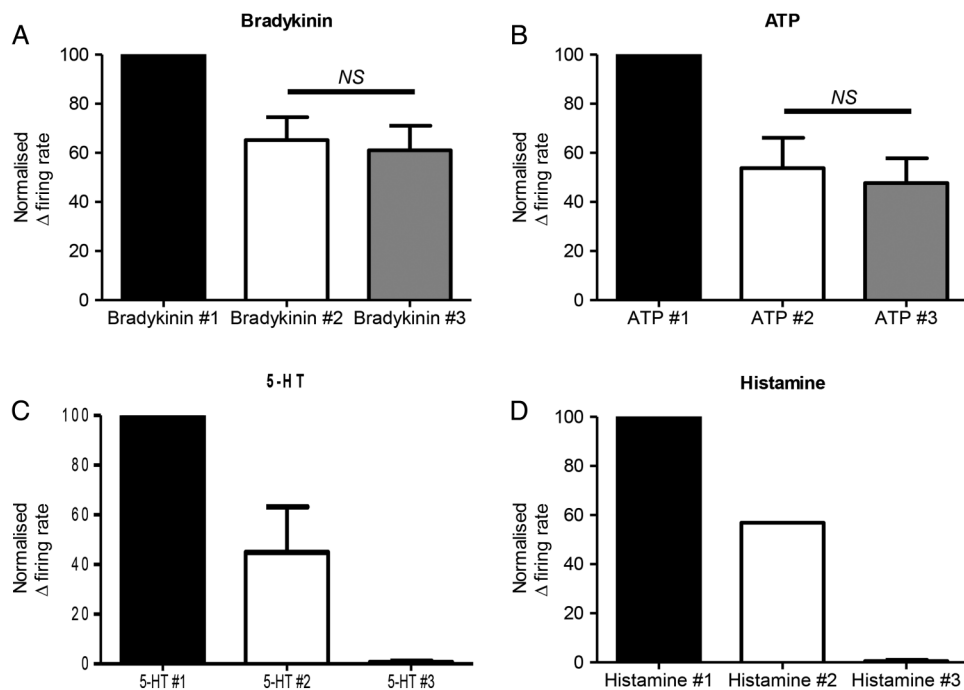 A
Bradykinin
NS
Normalised
Δ firing rate
100
80
60
40
20
0
Bradykinin #1 Bradykinin #2 Bradykinin #3
B
ATP
NS
Normalised
Δ firing rate
100
80
60
40
20
0
ATP #1 ATP #2 ATP #3
C
5-HT
Normalised
Δ firing rate
100
80
60
40
20
0
5-HT #1 5-HT #2 5-HT #3
D
Histamine
Normalised
Δ firing rate
100
80
60
40
20
0
Histamine #1 Histamine #2 Histamine #3